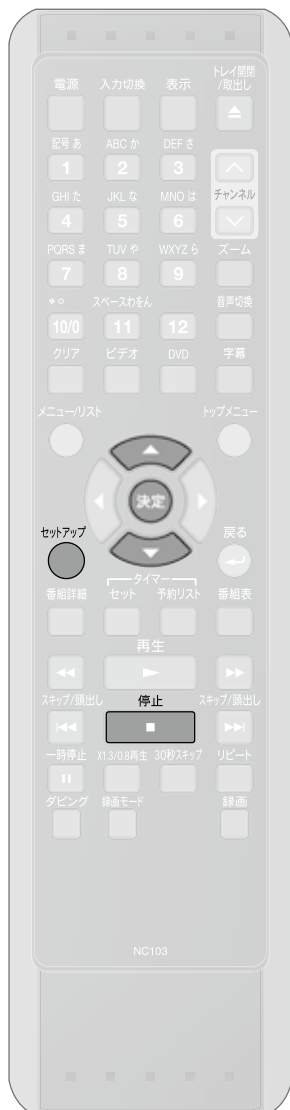 電源 入力切換 表示 トレイ開閉/取出し
記号 あ ABC か DEF さ
1 2 3
GHI た JKL な MNO は チャンネル
4 5 6
PQRS ま TUV や WXYZ ら ズーム
7 8 9
スペースわをん 音声切換
10/0 11 12
クリア ビデオ DVD 字幕
メニュー/リスト トップメニュー
決定
セットアップ 戻る
タイマー
番組詳細 セット 予約リスト 番組表
再生
スキップ/頭出し 停止 スキップ/頭出し
一時停止 X1.3/0.8再生 30秒スキップ リピート
ダビング 録画モード 録画
NC103